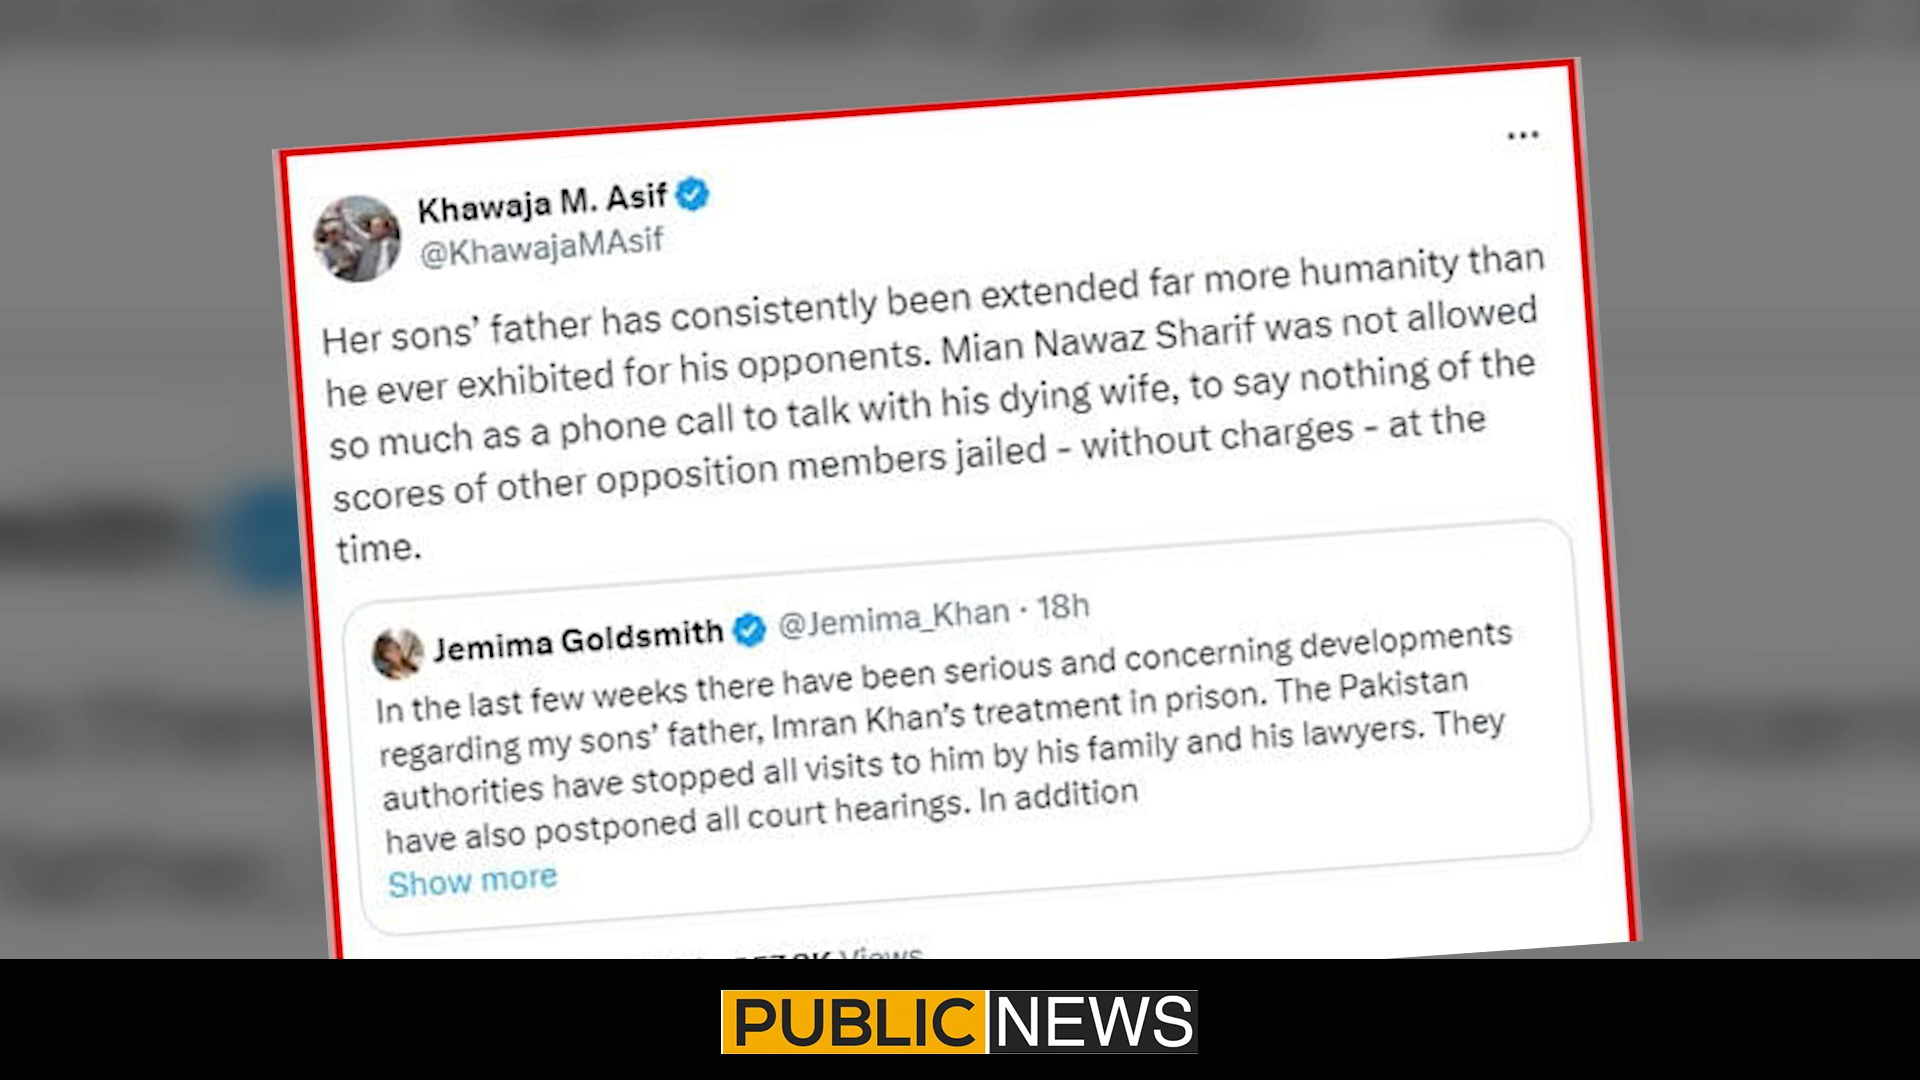 Khawaja M. Asif
@KhawajaMAsif
Her sons’ father has consistently been extended far more humanity than
he ever exhibited for his opponents. Mian Nawaz Sharif was not allowed
so much as a phone call to talk with his dying wife, to say nothing of the
scores of other opposition members jailed - without charges - at the
time.
Jemima Goldsmith @Jemima_Khan · 18h
In the last few weeks there have been serious and concerning developments
regarding my sons’ father, Imran Khan’s treatment in prison. The Pakistan
authorities have stopped all visits to him by his family and his lawyers. They
have also postponed all court hearings. In addition
Show more
Views
PUBLIC NEWS